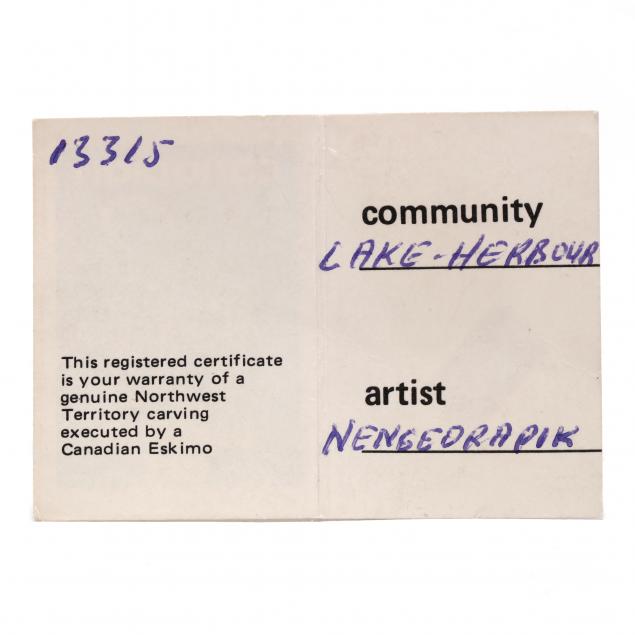 13315
This registered certificate
is your warranty of a
genuine Northwest
Territory carving
executed by a
Canadian Eskimo
community
LAKE-HERBOUR
artist
NENGEORAPIK